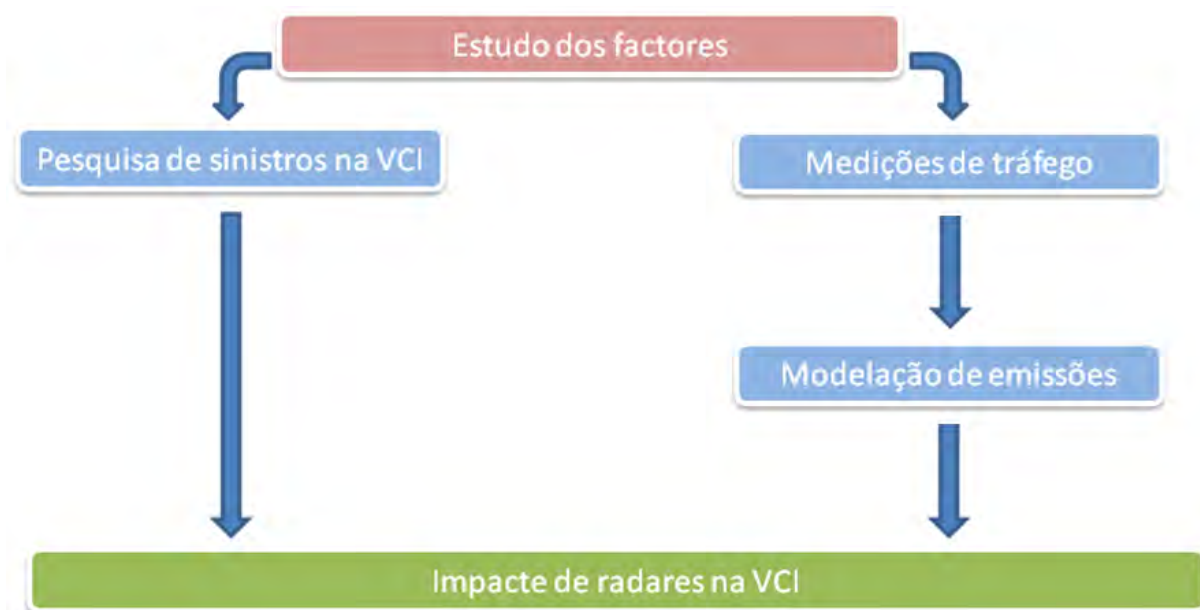 Estudo dos factores
Pesquisa de sinistros na VCI
Medições de tráfego
Modelação de emissões
Impacte de radares na VCI